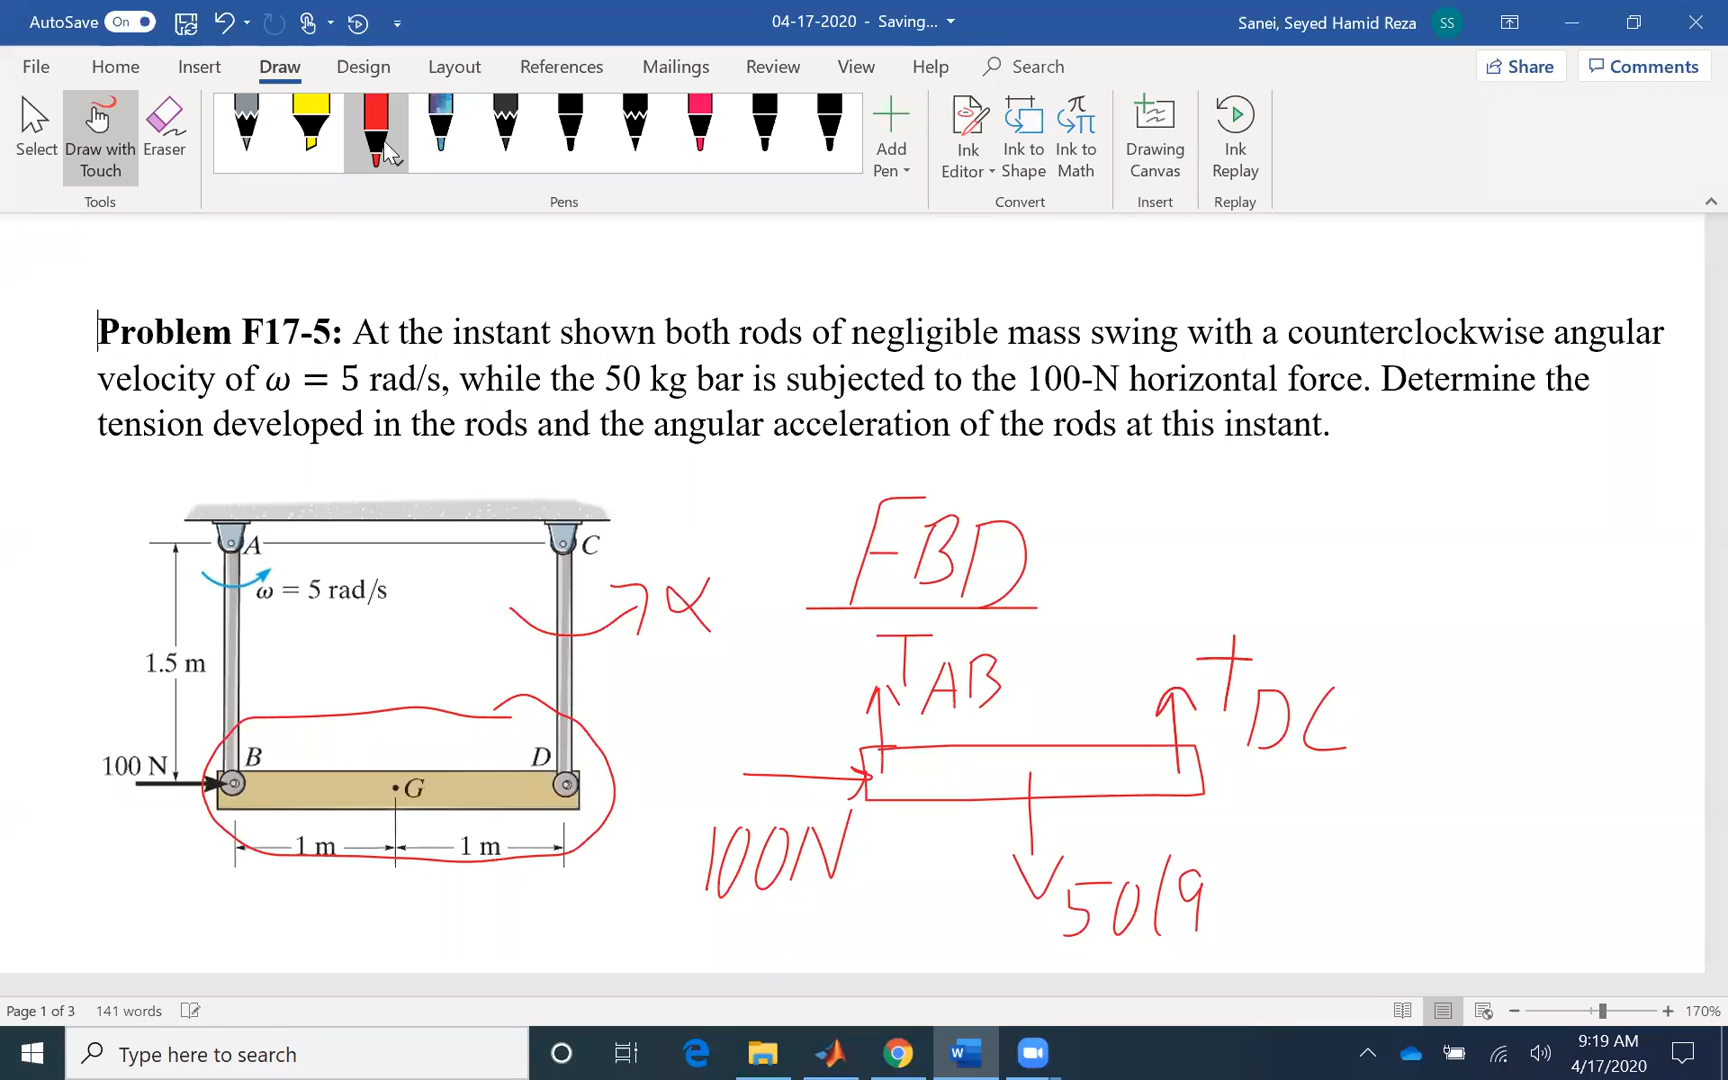 AutoSave On
04-17-2020 - Saving...
Sanei, Seyed Hamid Reza SS
File Home Insert Draw Design Layout References Mailings Review View Help Search Share Comments
Select Draw with Touch Eraser Add Pen Ink Editor Ink to Shape Ink to Math Drawing Canvas Ink Replay
Tools Pens Convert Insert Replay
Problem F17-5: At the instant shown both rods of negligible mass swing with a counterclockwise angular
velocity of ω = 5 rad/s, while the 50 kg bar is subjected to the 100-N horizontal force. Determine the
tension developed in the rods and the angular acceleration of the rods at this instant.
A C
ω = 5 rad/s
α
1.5 m
100 N B D
G
1 m 1 m
FBD
T AB
T DC
100N
50(9
Page 1 of 3 141 words 170%
Type here to search
9:19 AM
4/17/2020